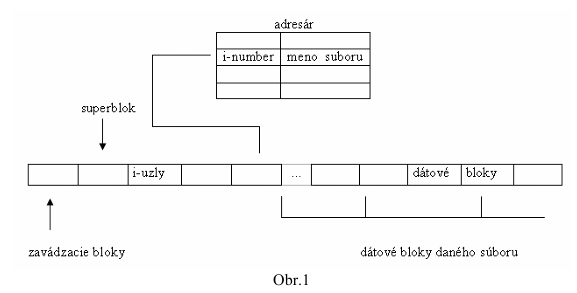 adresár
i-number meno suboru
superblok
i-uzly ... dátové bloky
zavádzacie bloky dátové bloky daného súboru
Obr.1